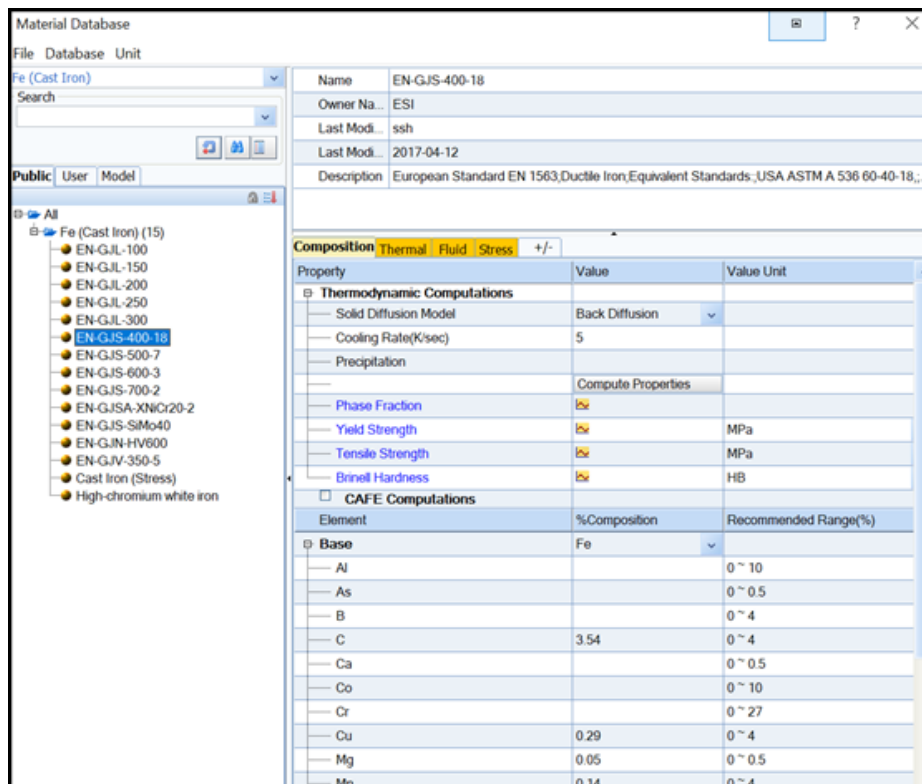 Material Database
?
File Database Unit
Fe (Cast Iron)
Search
Public User Model
All
Fe (Cast Iron) (15)
EN-GJL-100
EN-GJL-150
EN-GJL-200
EN-GJL-250
EN-GJL-300
EN-GJS-400-18
EN-GJS-500-7
EN-GJS-600-3
EN-GJS-700-2
EN-GJSA-XNiCr20-2
EN-GJS-SiMo40
EN-GJN-HV600
EN-GJV-350-5
Cast Iron (Stress)
High-chromium white iron
Name EN-GJS-400-18
Owner Na... ESI
Last Modi... ssh
Last Modi... 2017-04-12
Description European Standard EN 1563;Ductile Iron;Equivalent Standards:;USA ASTM A 536 60-40-18,;.
Composition Thermal Fluid Stress +/-
Property Value Value Unit
Thermodynamic Computations
Solid Diffusion Model Back Diffusion
Cooling Rate(K/sec) 5
Precipitation
Compute Properties
Phase Fraction
Yield Strength MPa
Tensile Strength MPa
Brinell Hardness HB
CAFE Computations
Element %Composition Recommended Range(%)
Base Fe
Al 0 ~ 10
As 0 ~ 0.5
B 0 ~ 4
C 3.54 0 ~ 4
Ca 0 ~ 0.5
Co 0 ~ 10
Cr 0 ~ 27
Cu 0.29 0 ~ 4
Mg 0.05 0 ~ 0.5
Mn 0.14 0 ~ 4